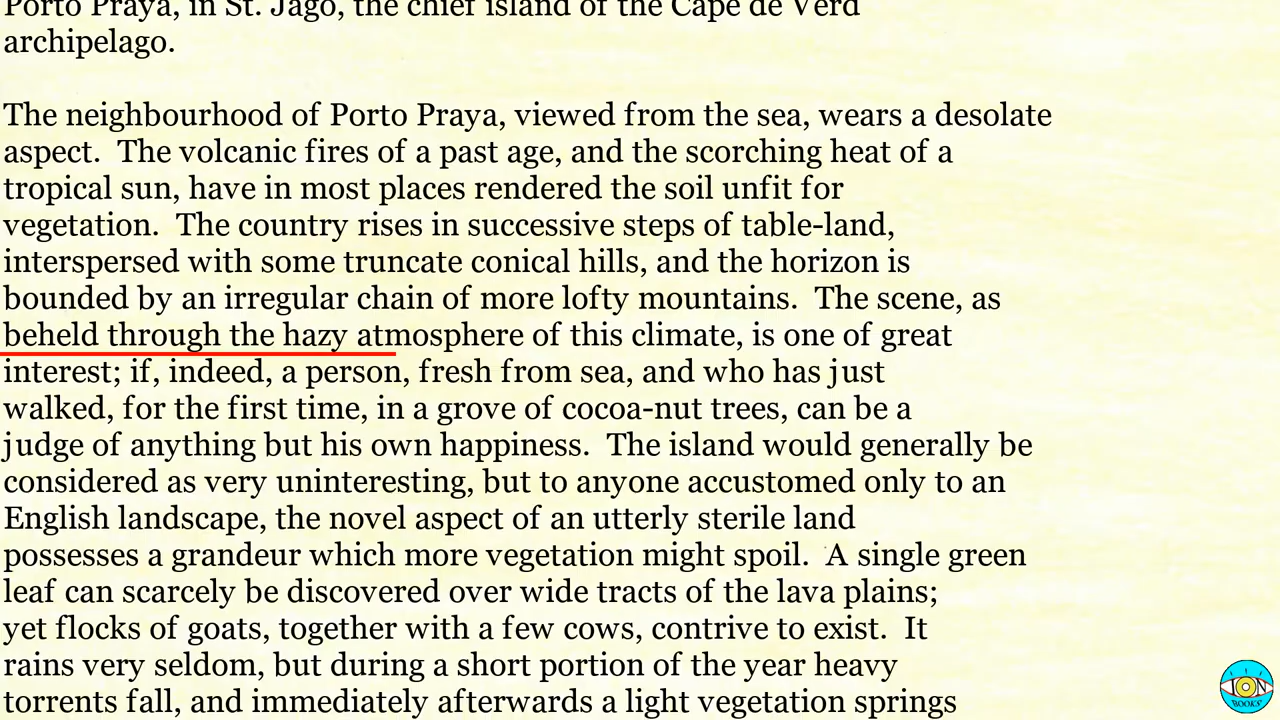 Porto Praya, in St. Jago, the chief island of the Cape de Verd
archipelago.
The neighbourhood of Porto Praya, viewed from the sea, wears a desolate
aspect. The volcanic fires of a past age, and the scorching heat of a
tropical sun, have in most places rendered the soil unfit for
vegetation. The country rises in successive steps of table-land,
interspersed with some truncate conical hills, and the horizon is
bounded by an irregular chain of more lofty mountains. The scene, as
beheld through the hazy atmosphere of this climate, is one of great
interest; if, indeed, a person, fresh from sea, and who has just
walked, for the first time, in a grove of cocoa-nut trees, can be a
judge of anything but his own happiness. The island would generally be
considered as very uninteresting, but to anyone accustomed only to an
English landscape, the novel aspect of an utterly sterile land
possesses a grandeur which more vegetation might spoil. A single green
leaf can scarcely be discovered over wide tracts of the lava plains;
yet flocks of goats, together with a few cows, contrive to exist. It
rains very seldom, but during a short portion of the year heavy
torrents fall, and immediately afterwards a light vegetation springs
ION
BOOKS